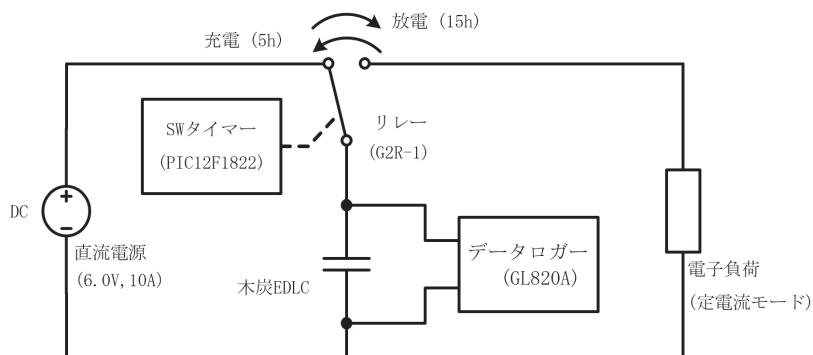 放電 (15h)
充電 (5h)
SWタイマー
(PIC12F1822)
リレー
(G2R-1)
DC
直流電源
(6.0V,10A)
木炭EDLC
データロガー
(GL820A)
電子負荷
(定電流モード)